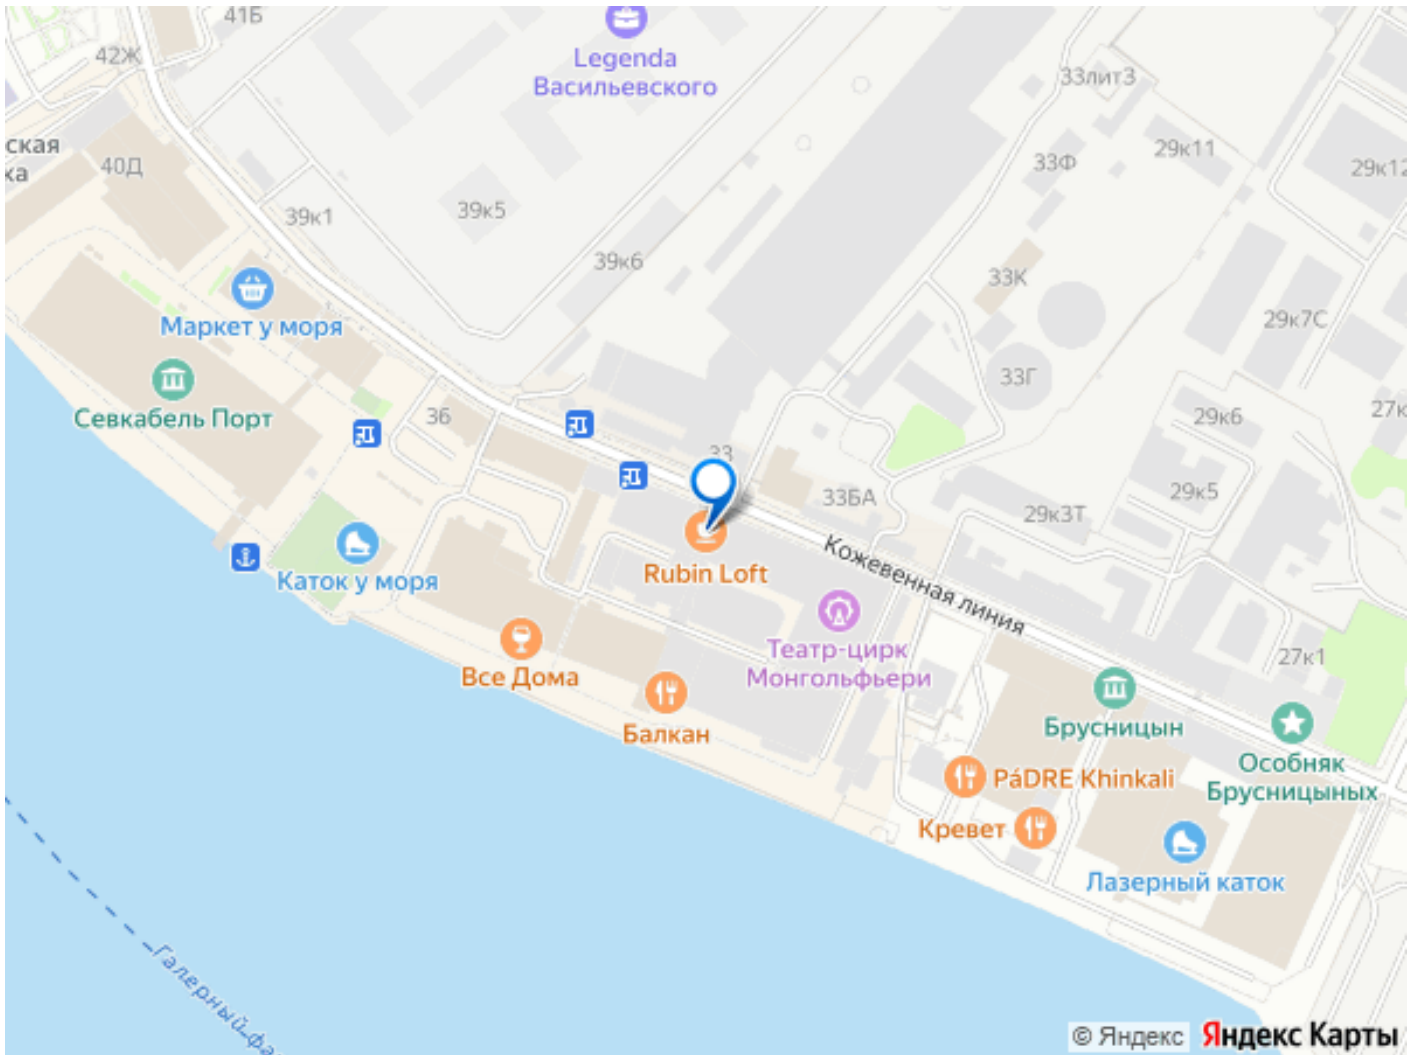 41Б
42Ж
Legenda
Васильевского
33лит3
ская
ха
40Д
33Ф
29к11
29к12
39к1
39к5
39к6
33К
29к7С
Маркет у моря
33Г
Севкабель Порт
36
29к6
27к
33
33БА
29к5
29к3Т
Кожевенная линия
Каток у моря
Rubin Loft
Театр-цирк
Монгольфьери
Все Дома
Балкан
27к1
Брусницын
Особняк
Брусницыных
PáDRE Khinkali
Кревет
Лазерный каток
Галерный фа
© Яндекс Яндекс Карты